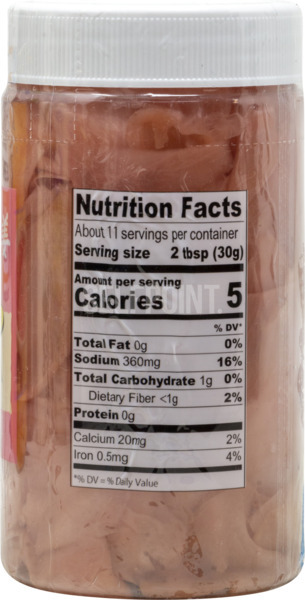 Nutrition Facts
About 11 servings per container
Serving size 2 tbsp (30g)
Amount per serving
Calories 5
% DV*
Total Fat 0g 0%
Sodium 360mg 16%
Total Carbohydrate 1g 0%
Dietary Fiber <1g 2%
Protein 0g
Calcium 20mg 2%
Iron 0.5mg 4%
*% DV = % Daily Value